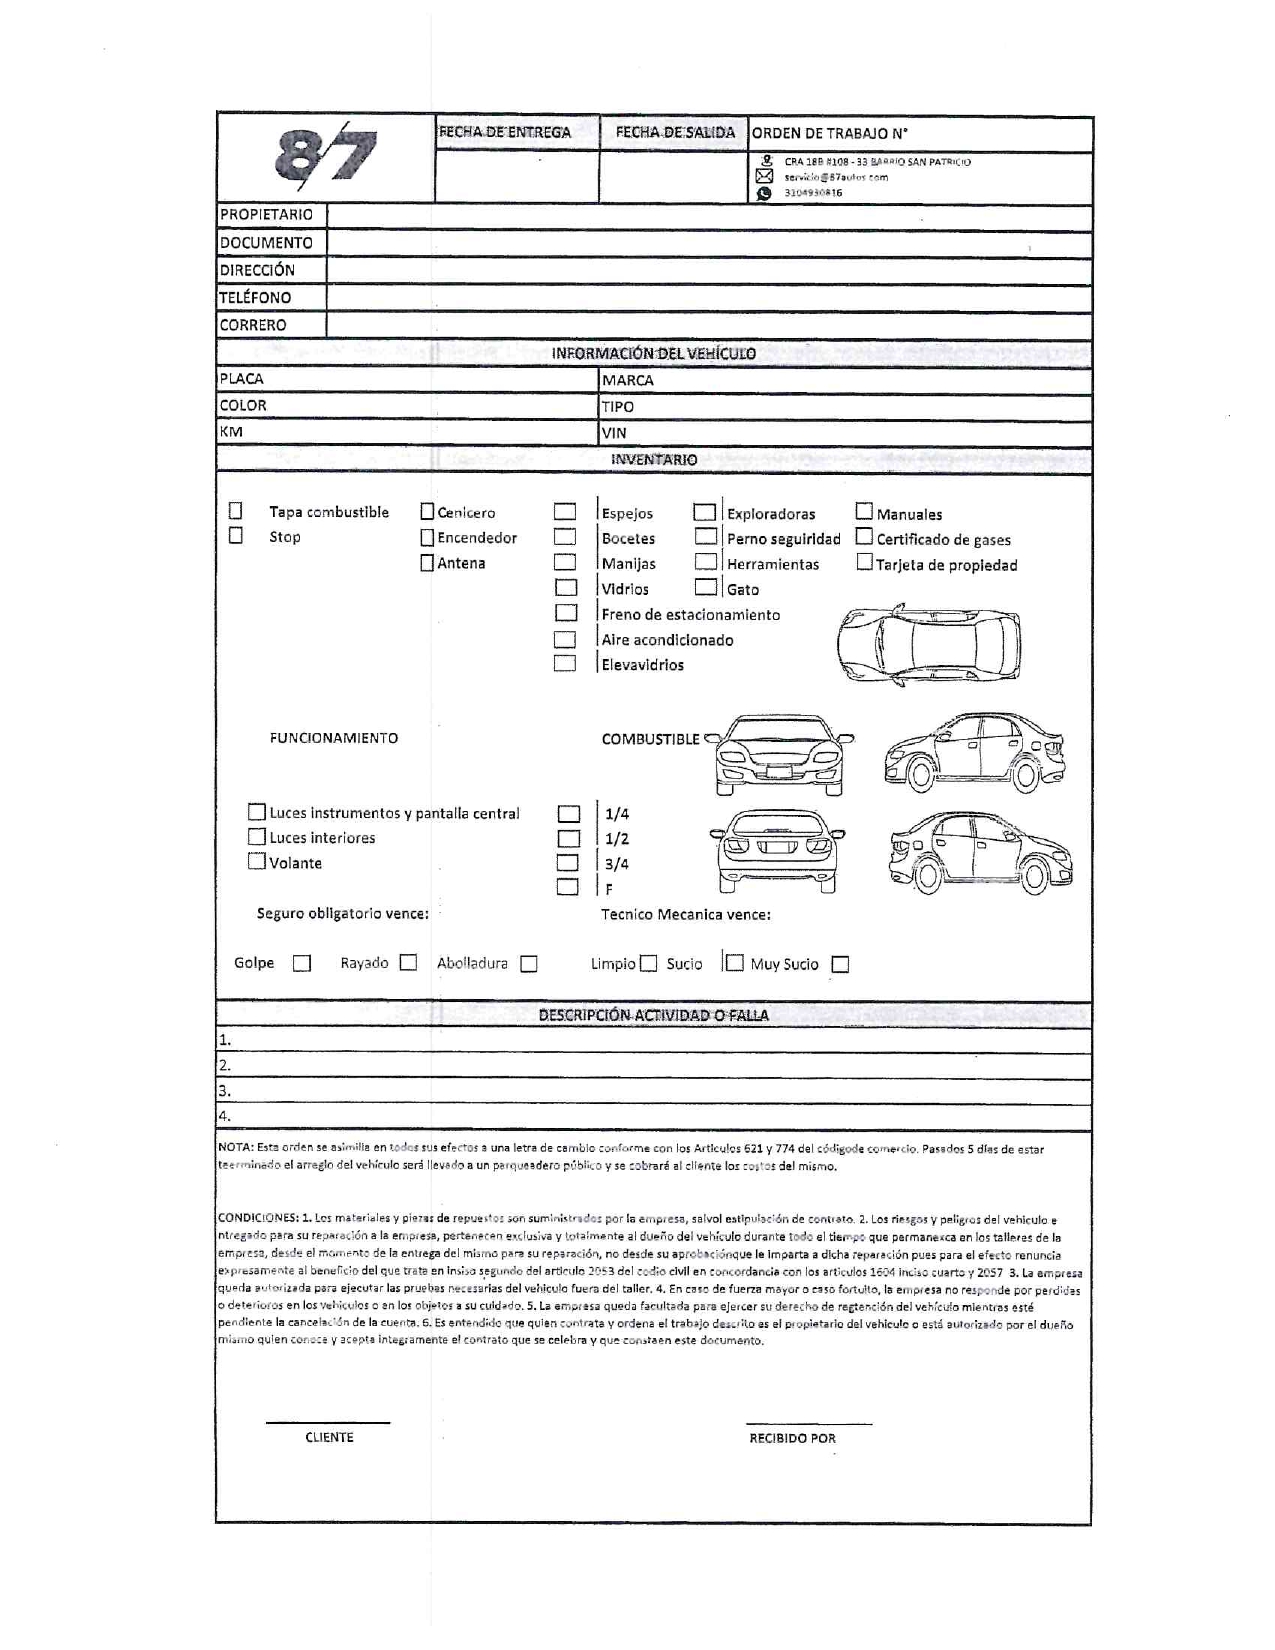 8/7
FECHA DE ENTREGA FECHA DE SALIDA ORDEN DE TRABAJO N°
CRA 18B #108-33 BARRIO SAN PATRICIO
servicio@87autos.com
3104930816
PROPIETARIO
DOCUMENTO
DIRECCIÓN
TELÉFONO
CORRERO
INFORMACIÓN DEL VEHÍCULO
PLACA MARCA
COLOR TIPO
KM VIN
INVENTARIO
Tapa combustible Cenicero Espejos Exploradoras Manuales
Stop Encendedor Bocetes Perno seguiridad Certificado de gases
Antena Manijas Herramientas Tarjeta de propiedad
Vidrios Gato
Freno de estacionamiento
Aire acondicionado
Elevavidrios
FUNCIONAMIENTO COMBUSTIBLE
Luces instrumentos y pantalla central 1/4
Luces interiores 1/2
Volante 3/4
F
Seguro obligatorio vence: Tecnico Mecanica vence:
Golpe Rayado Abolladura Limpio Sucio Muy Sucio
DESCRIPCIÓN ACTIVIDAD O FALLA
1.
2.
3.
4.
NOTA: Esta orden se asimilia en todos sus efectos a una letra de cambio conforme con los Articulos 621 y 774 del códigode comercio. Pasados 5 días de estar
teerminado el arreglo del vehículo será llevado a un parqueadero público y se cobrará al cliente los costos del mismo.
CONDICIONES: 1. Los materiales y piezas de repuestos son suministrados por la empresa, salvol estipulación de contrato. 2. Los riesgos y peligros del vehiculo e
ntregado para su reparación a la empresa, pertenecen exclusiva y totalmente al dueño del vehículo durante todo el tiempo que permanexca en los talleres de la
empresa, desde el momento de la entrega del mismo para su reparación, no desde su aprobaciónque le imparta a dicha reparación pues para el efecto renuncia
expresamente al beneficio del que trate en insiso segundo del articulo 2053 del codio civil en concordancia con los articulos 1604 inciso cuarto y 2057 3. La empresa
queda autorizada para ejecutar las pruebas necesarias del vehiculo fuera del taller. 4. En caso de fuerza mayor o caso fortuito, la empresa no responde por perdidas
o deterioros en los vehiculos o en los objetos a su cuidado. 5. La empresa queda facultada para ejercer su derecho de regtención del vehículo mientras esté
pendiente la cancelación de la cuenta. 6. Es entendido que quien contrata y ordena el trabajo descrito es el propietario del vehiculo o está autorizado por el dueño
mismo quien conoce y acepta integramente el contrato que se celebra y que constaen este documento.
CLIENTE RECIBIDO POR